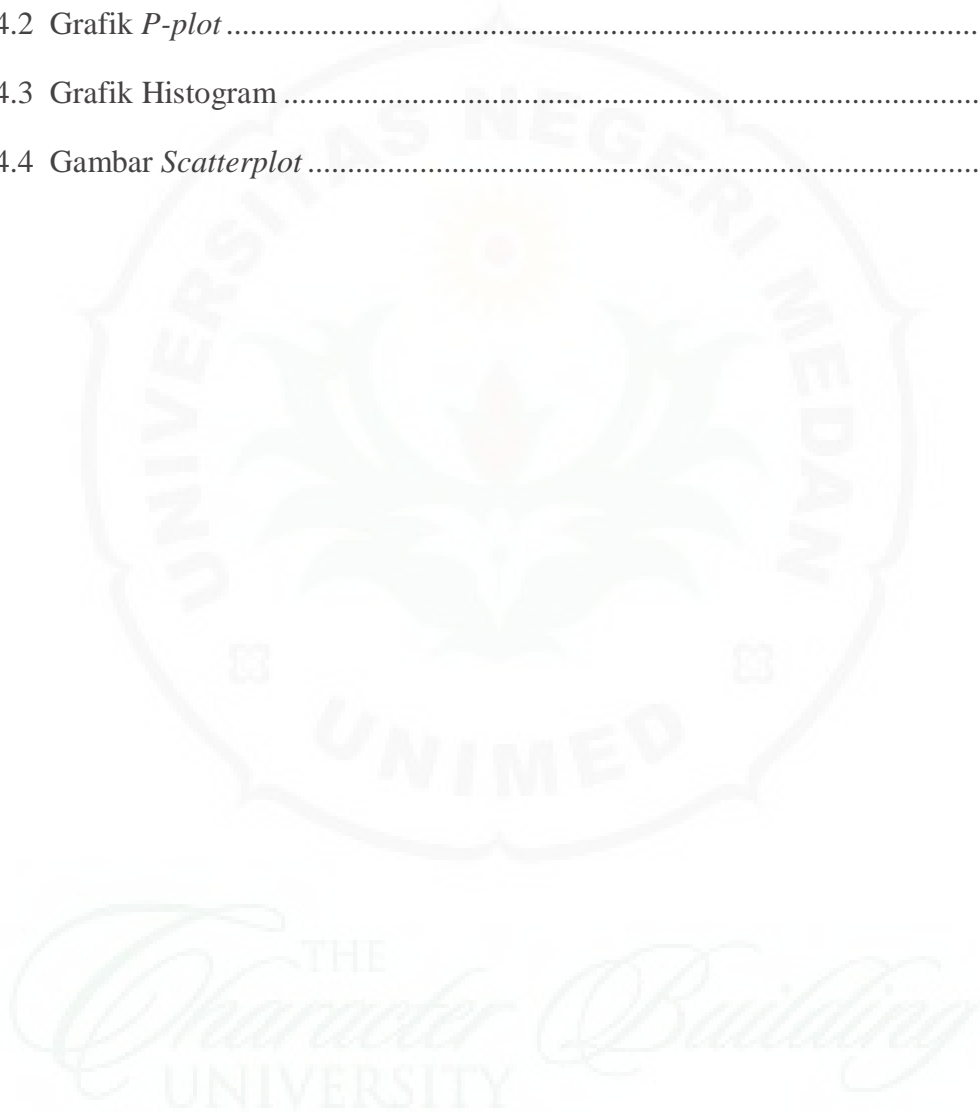 4.2 Grafik P-plot ................................................................................................
4.3 Grafik Histogram .........................................................................................
4.4 Gambar Scatterplot ......................................................................................
UNIVERSITAS NEGERI MEDAN
UNIMED
THE
Character Building
UNIVERSITY